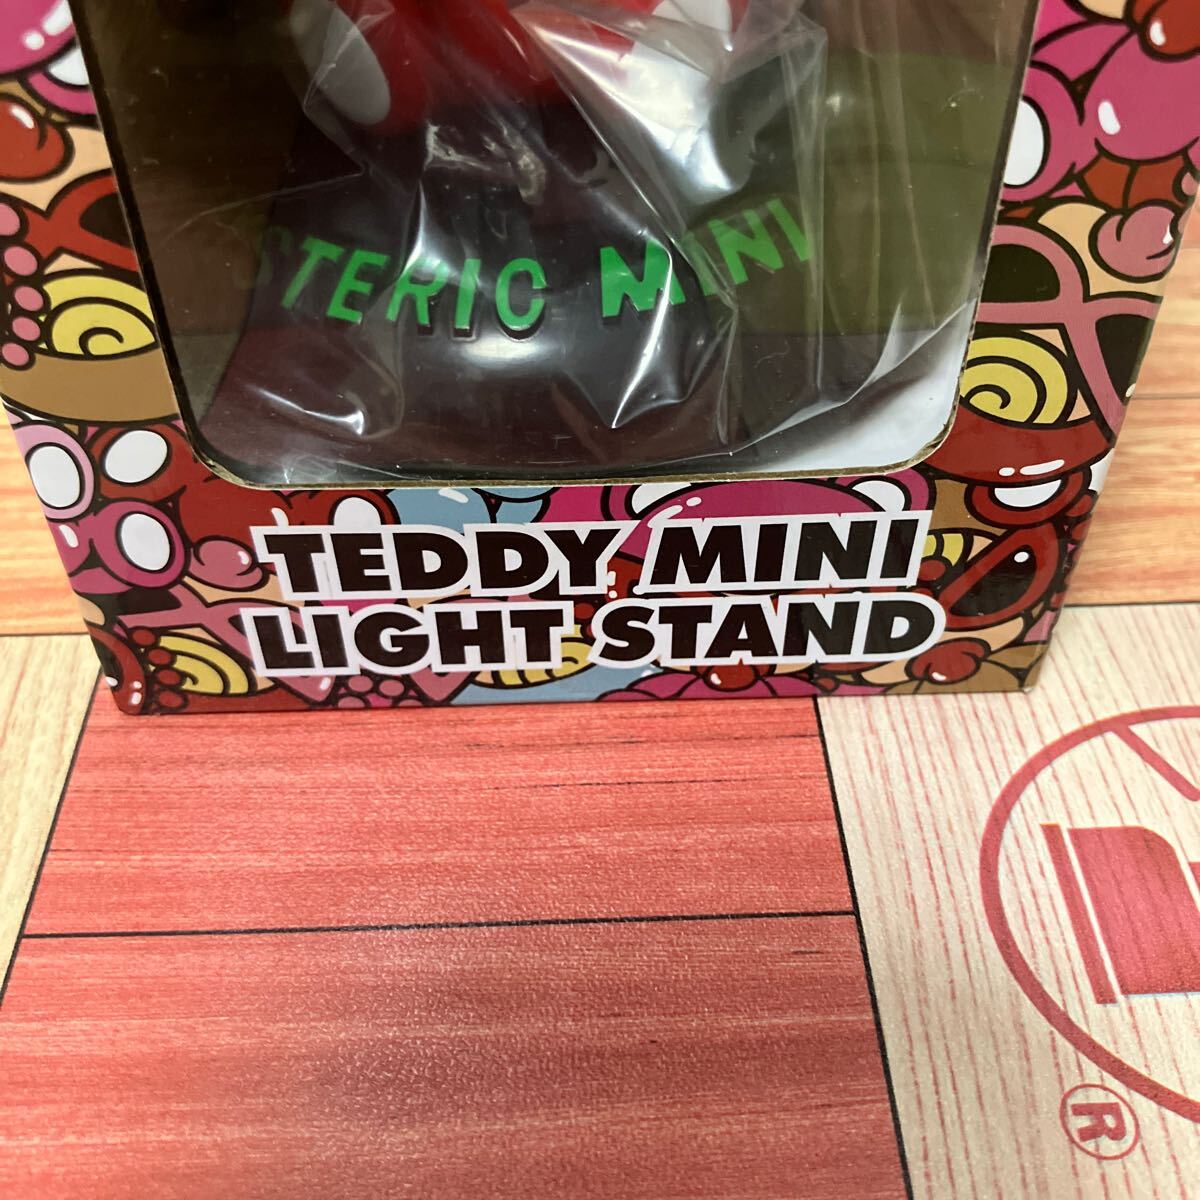 STERIC MINI
TEDDY MINI
LIGHT STAND
®